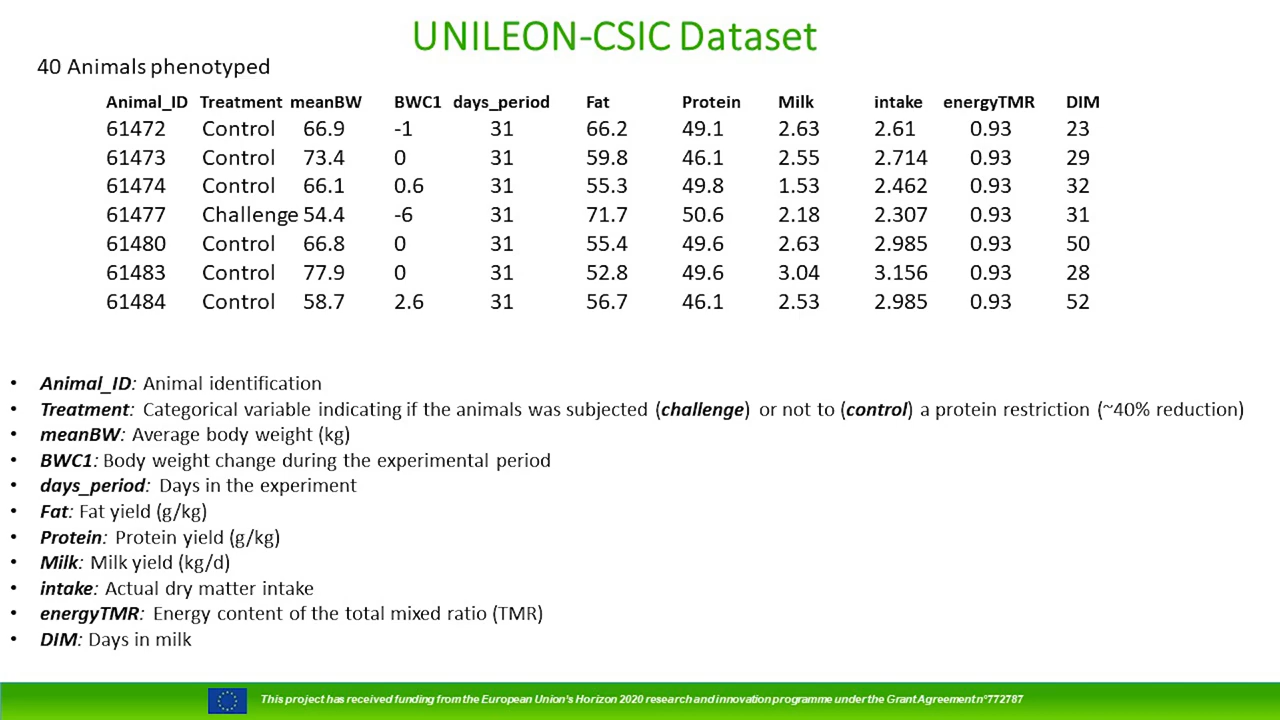 UNILEON-CSIC Dataset
40 Animals phenotyped
Animal_ID Treatment meanBW BWC1 days_period Fat Protein Milk intake energyTMR DIM
61472 Control 66.9 -1 31 66.2 49.1 2.63 2.61 0.93 23
61473 Control 73.4 0 31 59.8 46.1 2.55 2.714 0.93 29
61474 Control 66.1 0.6 31 55.3 49.8 1.53 2.462 0.93 32
61477 Challenge 54.4 -6 31 71.7 50.6 2.18 2.307 0.93 31
61480 Control 66.8 0 31 55.4 49.6 2.63 2.985 0.93 50
61483 Control 77.9 0 31 52.8 49.6 3.04 3.156 0.93 28
61484 Control 58.7 2.6 31 56.7 46.1 2.53 2.985 0.93 52
• Animal_ID: Animal identification
• Treatment: Categorical variable indicating if the animals was subjected (challenge) or not to (control) a protein restriction (~40% reduction)
• meanBW: Average body weight (kg)
• BWC1: Body weight change during the experimental period
• days_period: Days in the experiment
• Fat: Fat yield (g/kg)
• Protein: Protein yield (g/kg)
• Milk: Milk yield (kg/d)
• intake: Actual dry matter intake
• energyTMR: Energy content of the total mixed ratio (TMR)
• DIM: Days in milk
This project has received funding from the European Union's Horizon 2020 research and innovation programme under the Grant Agreement n°772787